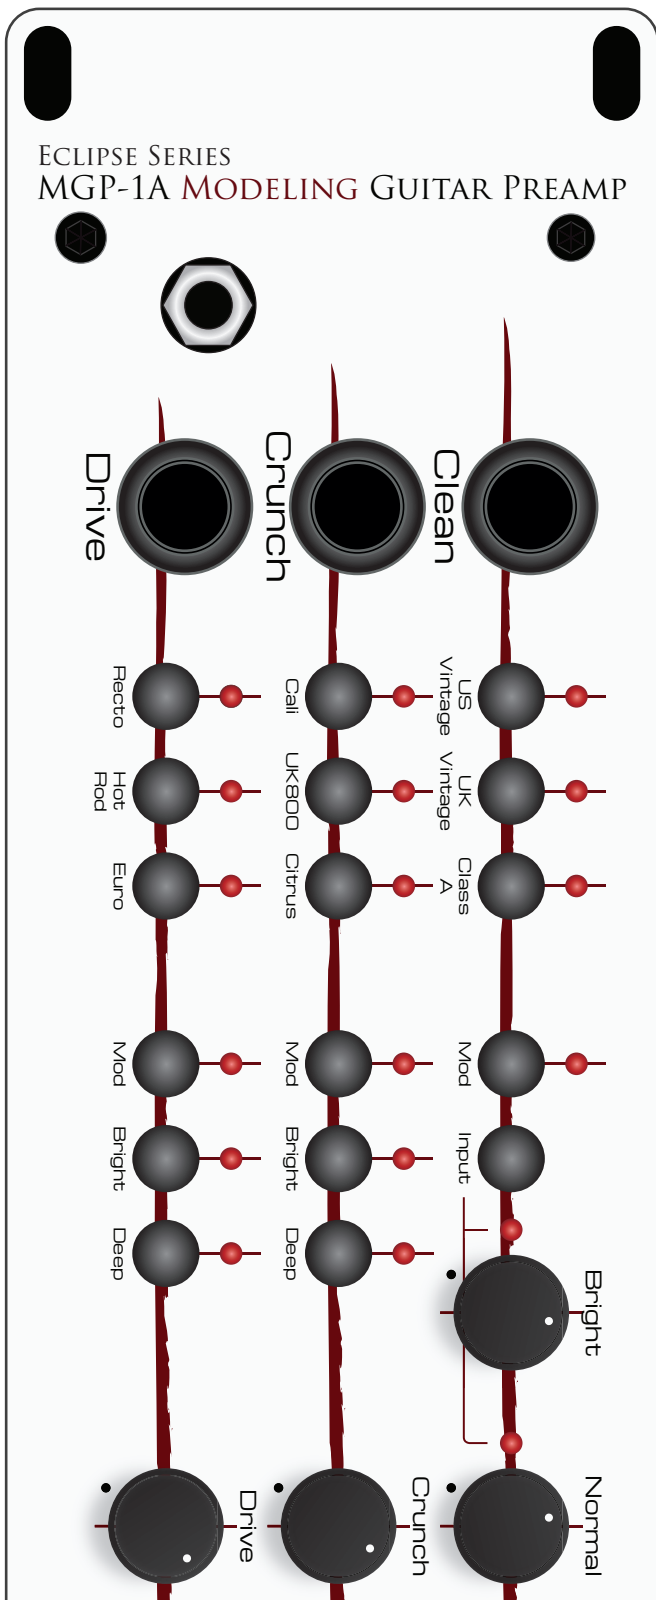 ECLIPSE SERIES
MGP-1A MODELING GUITAR PREAMP
Drive
Crunch
Clean
Recto
Cali
US
Vintage
Hot
Rod
UK800
UK
Vintage
Euro
Citrus
Class
A
Mod
Mod
Mod
Bright
Bright
Input
Deep
Deep
Bright
Drive
Crunch
Normal